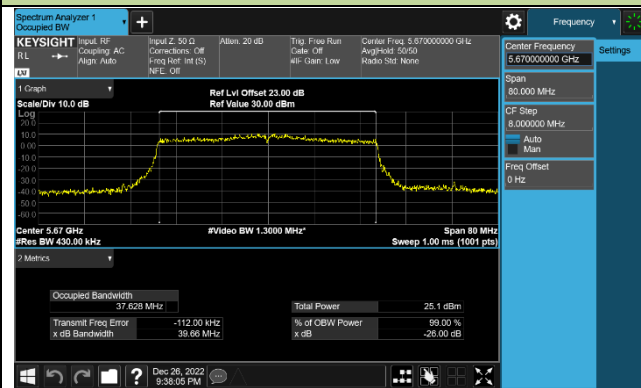 Spectrum Analyzer 1
Occupied BW
Frequency
KEYSIGHT
Input: RF
Coupling: AC
Align: Auto
Input Z: 50 Ω
Corrections: Off
Freq Ref: Int (S)
NFE: Off
Atten: 20 dB
Trig: Free Run
Gate: Off
#IF Gain: Low
Center Freq: 5.670000000 GHz
Avg|Hold: 50/50
Radio Std: None
RL
LXI
1 Graph
Scale/Div 10.0 dB
Ref Lvl Offset 23.00 dB
Ref Value 30.00 dBm
Log
20.0
10.0
0.00
-10.0
-20.0
-30.0
-40.0
-50.0
-60.0
Center 5.67 GHz
#Res BW 430.00 kHz
#Video BW 1.3000 MHz*
Span 80 MHz
Sweep 1.00 ms (1001 pts)
2 Metrics
Occupied Bandwidth
37.628 MHz
Total Power
25.1 dBm
Transmit Freq Error
-112.00 kHz
% of OBW Power
99.00 %
x dB Bandwidth
39.66 MHz
x dB
-26.00 dB
Center Frequency
5.670000000 GHz
Settings
Span
80.000 MHz
CF Step
8.000000 MHz
Auto
Man
Freq Offset
0 Hz
?
Dec 26, 2022
9:38:05 PM